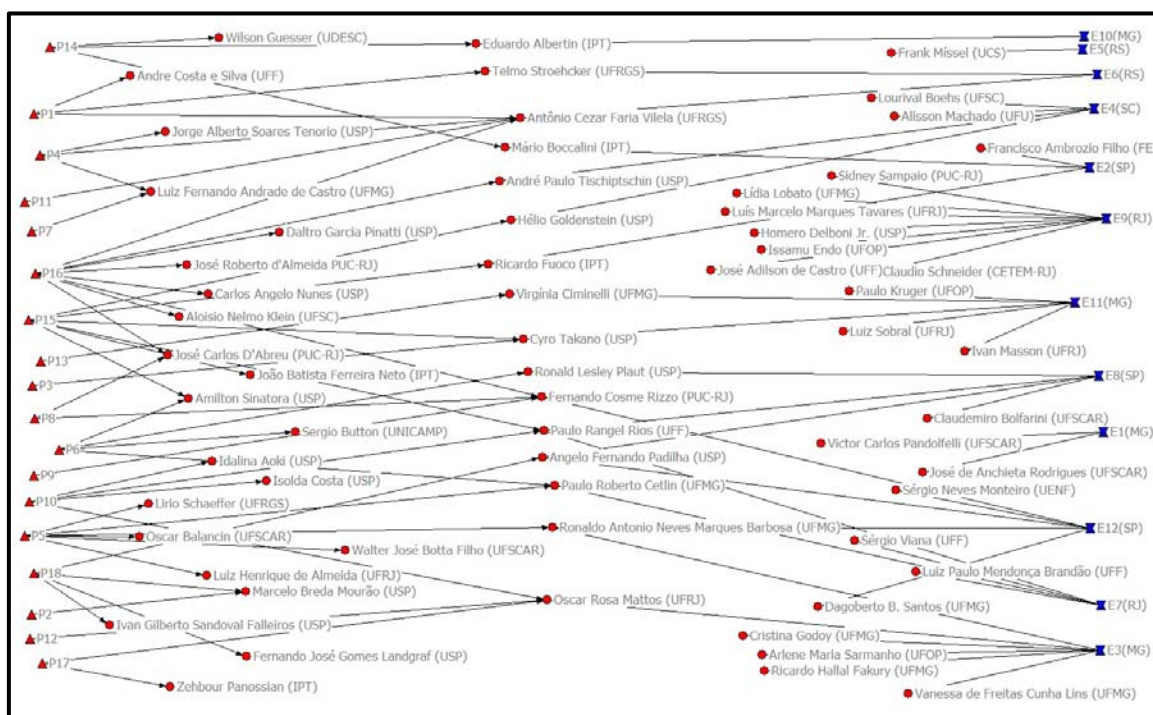 Wilson Guesser (UDESC)
E10(MG)
P14
Eduardo Albertin (IPT)
E5(RS)
Frank Míssel (UCS)
Telmo Stroehcker (UFRGS)
E6(RS)
Andre Costa e Silva (UFF)
Lourival Boehs (UFSC)
E4(SC)
P1
Antônio Cezar Faria Vilela (UFRGS)
Alisson Machado (UFU)
Jorge Alberto Soares Tenorio (USP)
Mário Boccalini (IPT)
Francisco Ambrozio Filho (FE
P4
E2(SP)
André Paulo Tischiptschin (USP)
Sidney Sampaio (PUC-RJ)
Luiz Fernando Andrade de Castro (UFMG)
Lídia Lobato (UFMG)
P11
Hélio Goldenstein (USP)
Luís Marcelo Marques Tavares (UFRJ)
E9(RJ)
P7
Daltro Garcia Pinatti (USP)
Homero Delboni Jr. (USP)
Issamu Endo (UFOP)
José Roberto d'Almeida PUC-RJ)
Ricardo Fuoco (IPT)
José Adilson de Castro (UFF)
Claudio Schneider (CETEM-RJ)
P16
Carlos Angelo Nunes (USP)
Virgínia Ciminelli (UFMG)
Paulo Kruger (UFOP)
E11(MG)
Aloisio Nelmo Klein (UFSC)
P15
Luiz Sobral (UFRJ)
Cyro Takano (USP)
José Carlos D'Abreu (PUC-RJ)
Ivan Masson (UFRJ)
P13
João Batista Ferreira Neto (IPT)
Ronald Lesley Plaut (USP)
E8(SP)
P3
Amilton Sinatora (USP)
Fernando Cosme Rizzo (PUC-RJ)
P8
Claudemiro Bolfarini (UFSCAR)
Sergio Button (UNICAMP)
Paulo Rangel Rios (UFF)
E1(MG)
Victor Carlos Pandolfelli (UFSCAR)
P6
Idalina Aoki (USP)
Angelo Fernando Padilha (USP)
P9
José de Anchieta Rodrigues (UFSCAR)
Isolda Costa (USP)
Paulo Roberto Cetlin (UFMG)
Sérgio Neves Monteiro (UENF)
P10
Lirio Schaeffer (UFRGS)
Ronaldo Antonio Neves Marques Barbosa (UFMG)
E12(SP)
P5
Oscar Balancin (UFSCAR)
Sérgio Viana (UFF)
Walter José Botta Filho (UFSCAR)
P18
Luiz Henrique de Almeida (UFRJ)
Luiz Paulo Mendonça Brandão (UFF)
Marcelo Breda Mourão (USP)
Oscar Rosa Mattos (UFRJ)
Dagoberto B. Santos (UFMG)
E7(RJ)
P2
Ivan Gilberto Sandoval Falleiros (USP)
P12
Cristina Godoy (UFMG)
E3(MG)
Fernando José Gomes Landgraf (USP)
Arlene Maria Sarmanho (UFOP)
P17
Ricardo Hallal Fakury (UFMG)
Zehbour Panossian (IPT)
Vanessa de Freitas Cunha Lins (UFMG)